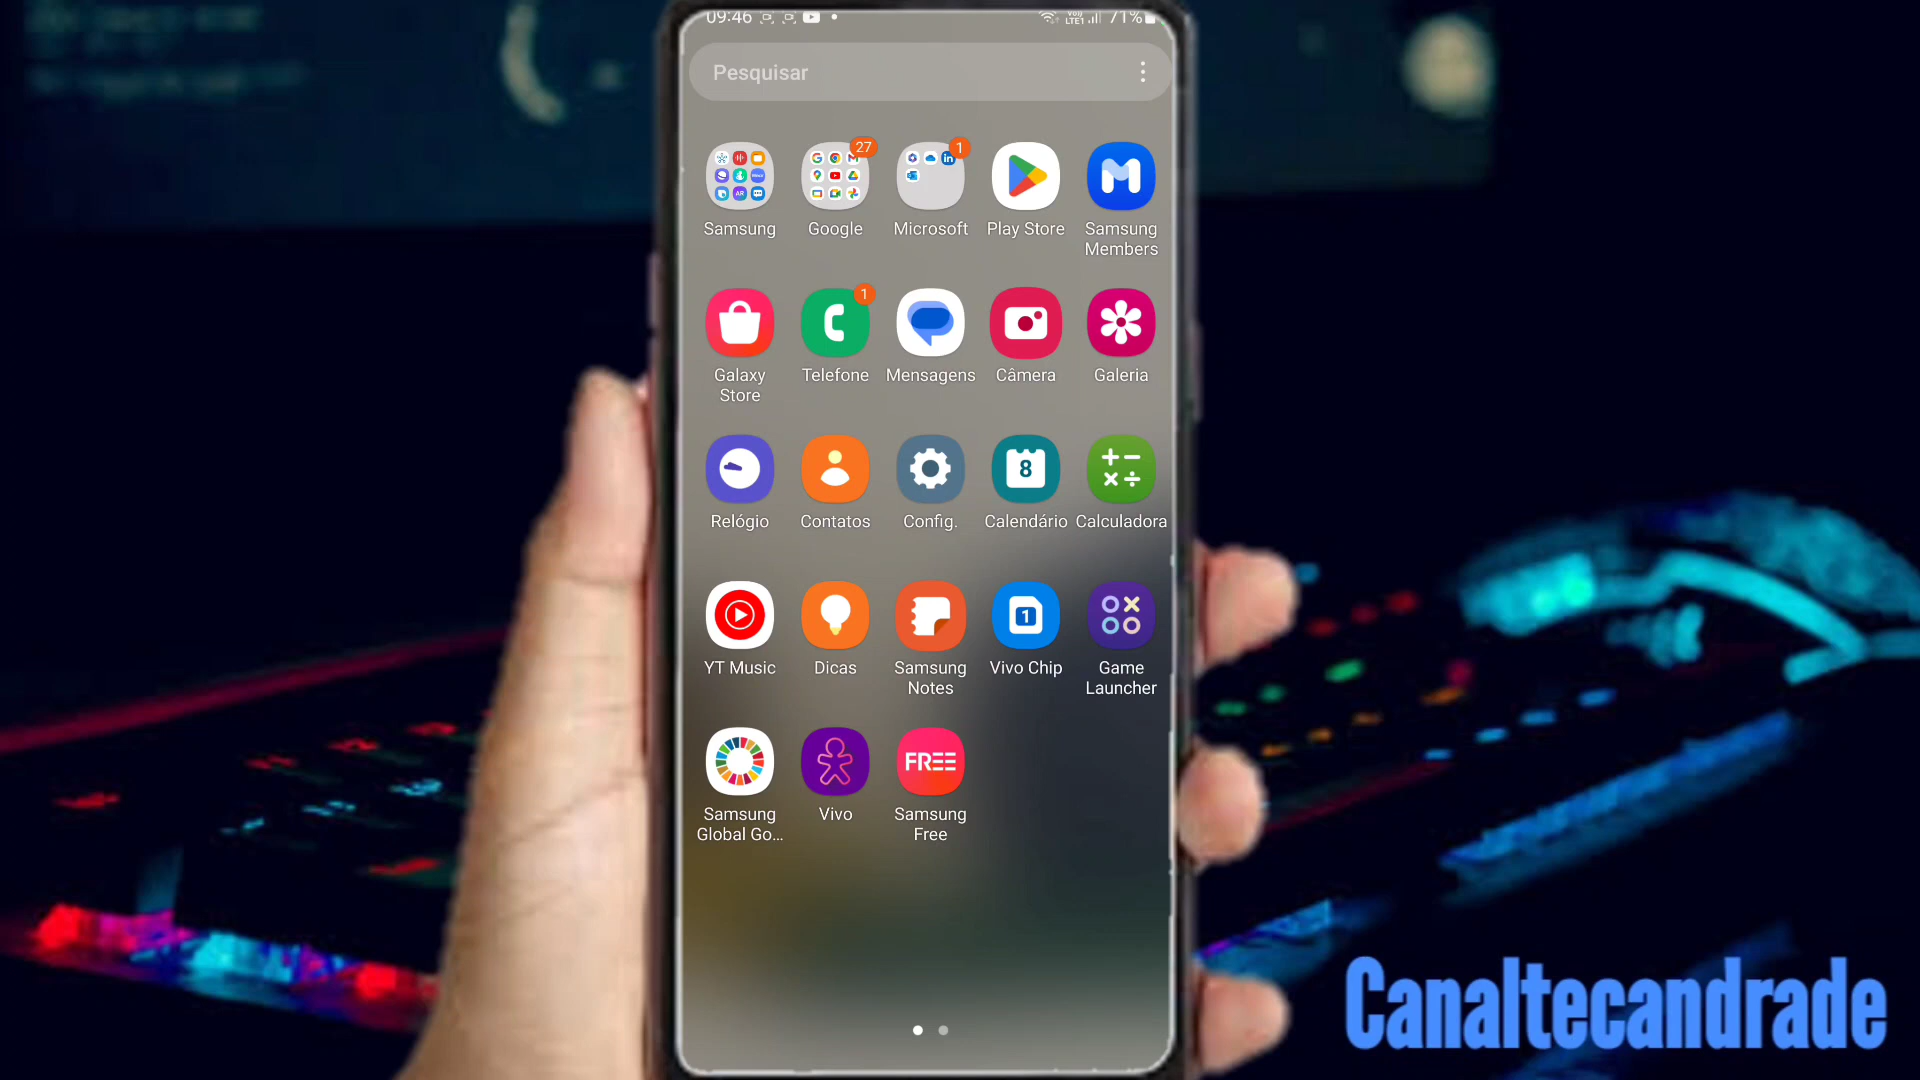 09:46 LTE1 71%
Pesquisar
27 1
Samsung Google Microsoft Play Store Samsung Members
1
Galaxy Store Telefone Mensagens Câmera Galeria
8
Relógio Contatos Config. Calendário Calculadora
1
YT Music Dicas Samsung Notes Vivo Chip Game Launcher
FREE
Samsung Global Go... Vivo Samsung Free
Canaltecandrade